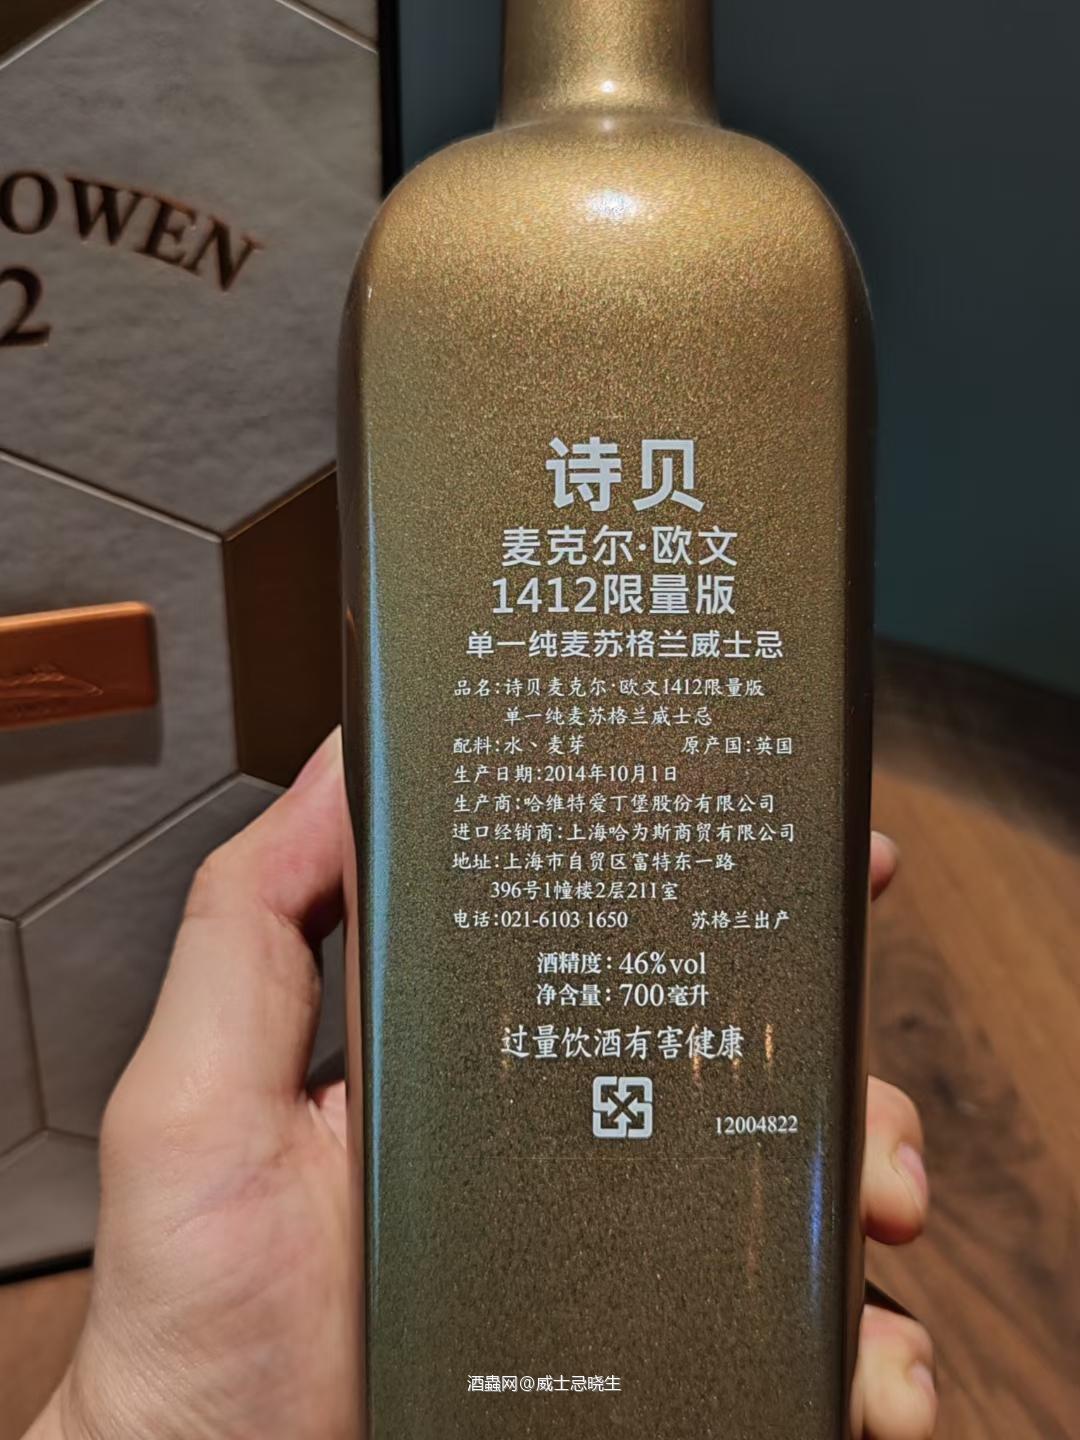 OWEN
2
诗贝
麦克尔·欧文
1412限量版
单一纯麦苏格兰威士忌
品名:诗贝麦克尔·欧文1412限量版
单一纯麦苏格兰威士忌
配料:水、麦芽 原产国:英国
生产日期:2014年10月1日
生产商:哈维特爱丁堡股份有限公司
进口经销商:上海哈为斯商贸有限公司
地址:上海市自贸区富特东一路
396号1幢楼2层211室
电话:021-6103 1650 苏格兰出产
酒精度:46%vol
净含量:700毫升
过量饮酒有害健康
12004822
酒蟲网@威士忌晓生